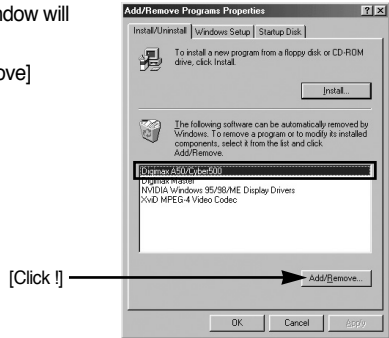 ndow will
ove]
[Click !]
Add/Remove Programs Properties
Install/Uninstall
Windows Setup
Startup Disk
To install a new program from a floppy disk or CD-ROM
drive, click Install.
Install...
The following software can be automatically removed by
Windows. To remove a program or to modify its installed
components, select it from the list and click
Add/Remove.
Digimax A50/Cyber500
Digimax Master
NVIDIA Windows 95/98/ME Display Drivers
XviD MPEG-4 Video Codec
Add/Remove...
OK
Cancel
Apply